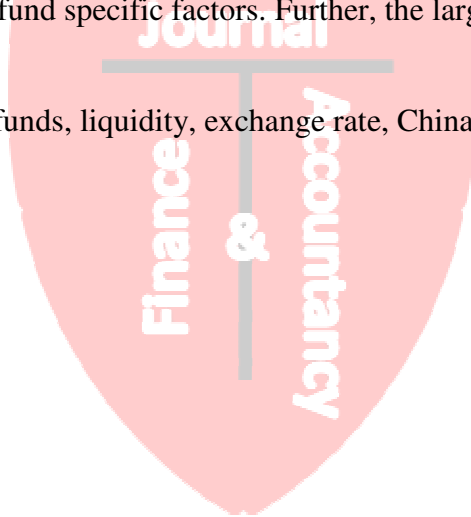 fund specific factors. Further, the larg
Journal
funds, liquidity, exchange rate, China
Finance
&
Accountancy